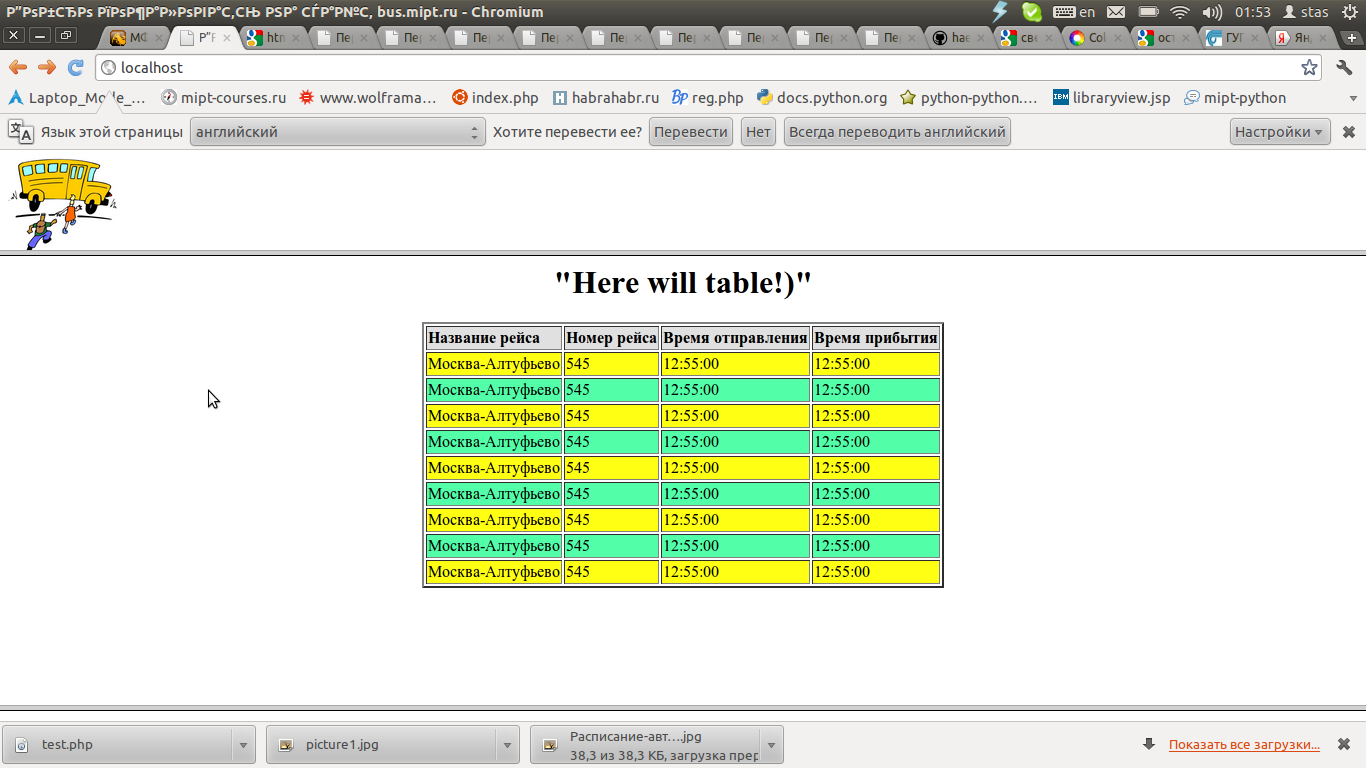 Р"РѕР±СЂРѕ РїРѕР¶Р°Р»РѕРІР°С‚СЊ РЅР° СЃР°Р№С‚, bus.mipt.ru - Chromium
en 01:53 stas
МФ Р"Р htm Пер Пер Пер Пер Пер Пер Пер Пер Пер hae све Col ост ГУГ Янд
localhost
Laptop_Mode_... mipt-courses.ru www.wolframa... index.php habrahabr.ru reg.php docs.python.org python-python.... libraryview.jsp mipt-python
Язык этой страницы английский Хотите перевести ее? Перевести Нет Всегда переводить английский Настройки
"Here will table!)"
Название рейса Номер рейса Время отправления Время прибытия
Москва-Алтуфьево 545 12:55:00 12:55:00
Москва-Алтуфьево 545 12:55:00 12:55:00
Москва-Алтуфьево 545 12:55:00 12:55:00
Москва-Алтуфьево 545 12:55:00 12:55:00
Москва-Алтуфьево 545 12:55:00 12:55:00
Москва-Алтуфьево 545 12:55:00 12:55:00
Москва-Алтуфьево 545 12:55:00 12:55:00
Москва-Алтуфьево 545 12:55:00 12:55:00
Москва-Алтуфьево 545 12:55:00 12:55:00
test.php picture1.jpg Расписание-авт....jpg
38,3 из 38,3 КБ, загрузка прер
Показать все загрузки...